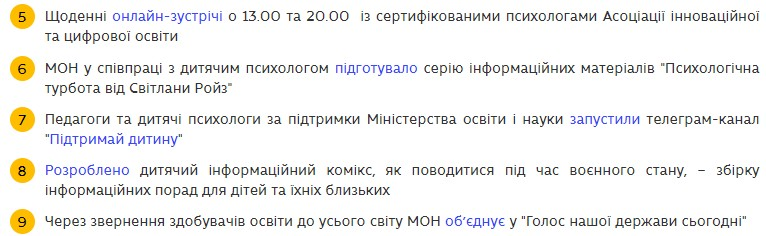 5 Щоденні онлайн-зустрічі о 13.00 та 20.00 із сертифікованими психологами Асоціації інноваційної
та цифрової освіти
6 МОН у співпраці з дитячим психологом підготувало серію інформаційних матеріалів "Психологічна
турбота від Світлани Ройз"
7 Педагоги та дитячі психологи за підтримки Міністерства освіти і науки запустили телеграм-канал
"Підтримай дитину"
8 Розроблено дитячий інформаційний комікс, як поводитися під час воєнного стану, – збірку
інформаційних порад для дітей та їхніх близьких
9 Через звернення здобувачів освіти до усього світу МОН об’єднує у "Голос нашої держави сьогодні"